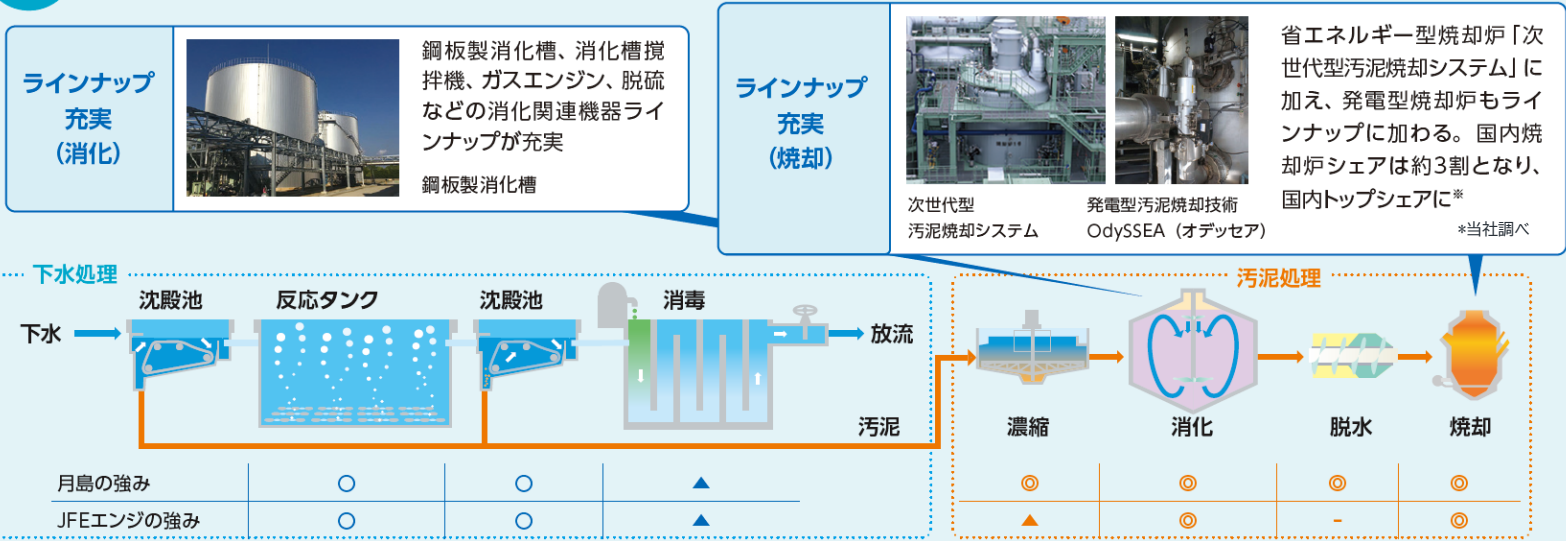 ラインナップ
充実
（消化）
鋼板製消化槽、消化槽撹
拌機、ガスエンジン、脱硫
などの消化関連機器ライ
ンナップが充実
鋼板製消化槽
ラインナップ
充実
（焼却）
次世代型
汚泥焼却システム
発電型汚泥焼却技術
OdySSEA（オデッセア）
省エネルギー型焼却炉「次
世代型汚泥焼却システム」に
加え、発電型焼却炉もライ
ンナップに加わる。国内焼
却炉シェアは約3割となり、
国内トップシェアに※
*当社調べ
下水処理
沈殿池 反応タンク 沈殿池 消毒
下水 放流
汚泥
汚泥処理
濃縮 消化 脱水 焼却
月島の強み ○ ○ ▲ ◎ ◎ ◎ ◎
JFEエンジの強み ○ ○ ▲ ▲ ◎ - ◎